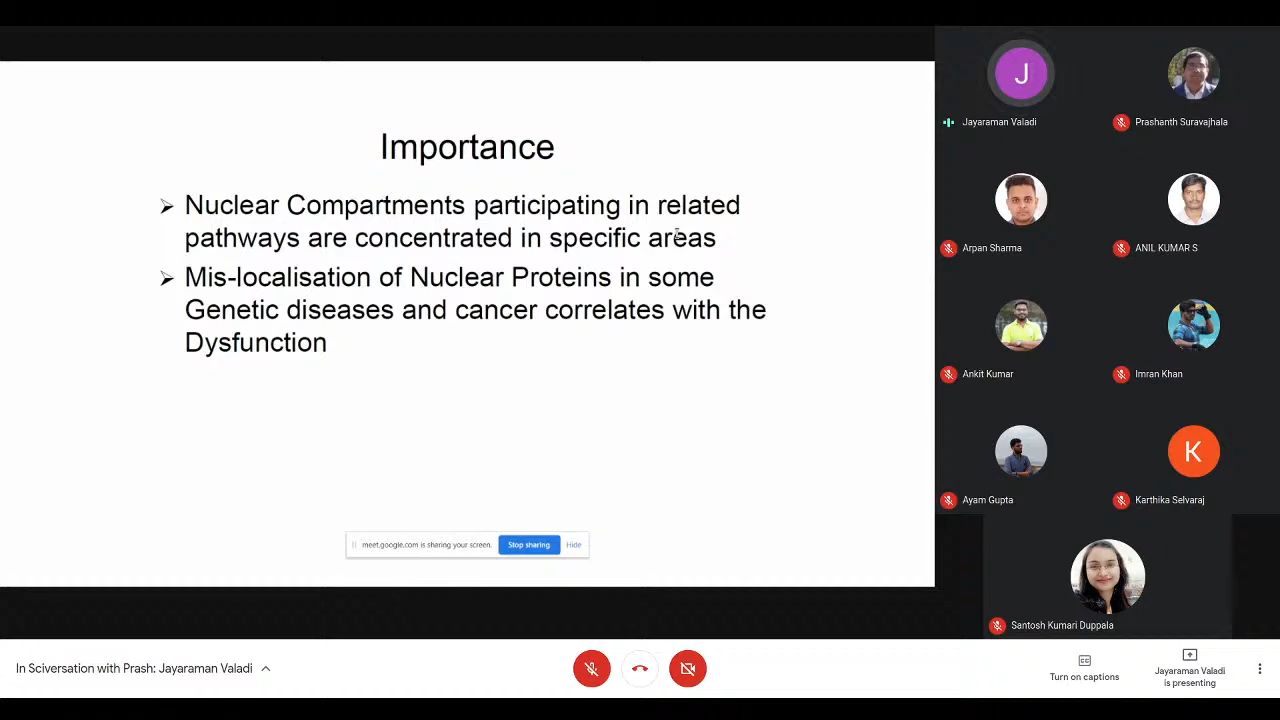 Importance
➢ Nuclear Compartments participating in related
pathways are concentrated in specific areas
➢ Mis-localisation of Nuclear Proteins in some
Genetic diseases and cancer correlates with the
Dysfunction
meet.google.com is sharing your screen.
Stop sharing
Hide
J
Jayaraman Valadi
Prashanth Suravajhala
Arpan Sharma
ANIL KUMAR S
Ankit Kumar
Imran Khan
Ayam Gupta
K
Karthika Selvaraj
Santosh Kumari Duppala
In Sciversation with Prash: Jayaraman Valadi
CC
Turn on captions
Jayaraman Valadi
is presenting